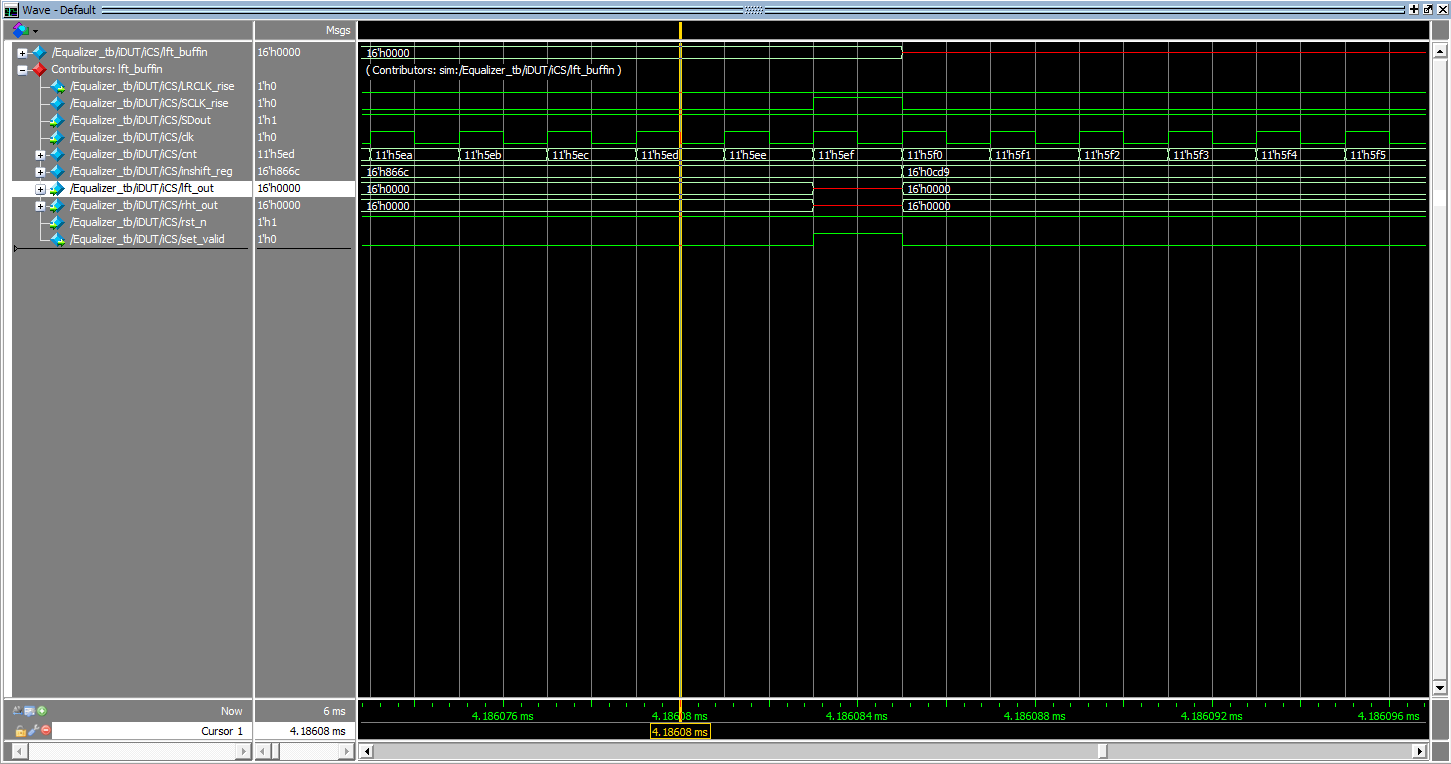 Wave - Default
Msgs
/Equalizer_tb/iDUT/iCS/lft_buffin 16'h0000 16'h0000
Contributors: lft_buffin ( Contributors: sim:/Equalizer_tb/iDUT/iCS/lft_buffin )
/Equalizer_tb/iDUT/iCS/LRCLK_rise 1'h0
/Equalizer_tb/iDUT/iCS/SCLK_rise 1'h0
/Equalizer_tb/iDUT/iCS/SDout 1'h1
/Equalizer_tb/iDUT/iCS/clk 1'h0
/Equalizer_tb/iDUT/iCS/cnt 11'h5ed 11'h5ea 11'h5eb 11'h5ec 11'h5ed 11'h5ee 11'h5ef 11'h5f0 11'h5f1 11'h5f2 11'h5f3 11'h5f4 11'h5f5
/Equalizer_tb/iDUT/iCS/inshift_reg 16'h866c 16'h866c 16'h0cd9
/Equalizer_tb/iDUT/iCS/lft_out 16'h0000 16'h0000 16'h0000
/Equalizer_tb/iDUT/iCS/rht_out 16'h0000 16'h0000 16'h0000
/Equalizer_tb/iDUT/iCS/rst_n 1'h1
/Equalizer_tb/iDUT/iCS/set_valid 1'h0
Now 6 ms 4.186076 ms 4.18608 ms 4.186084 ms 4.186088 ms 4.186092 ms 4.186096 ms
Cursor 1 4.18608 ms 4.18608 ms